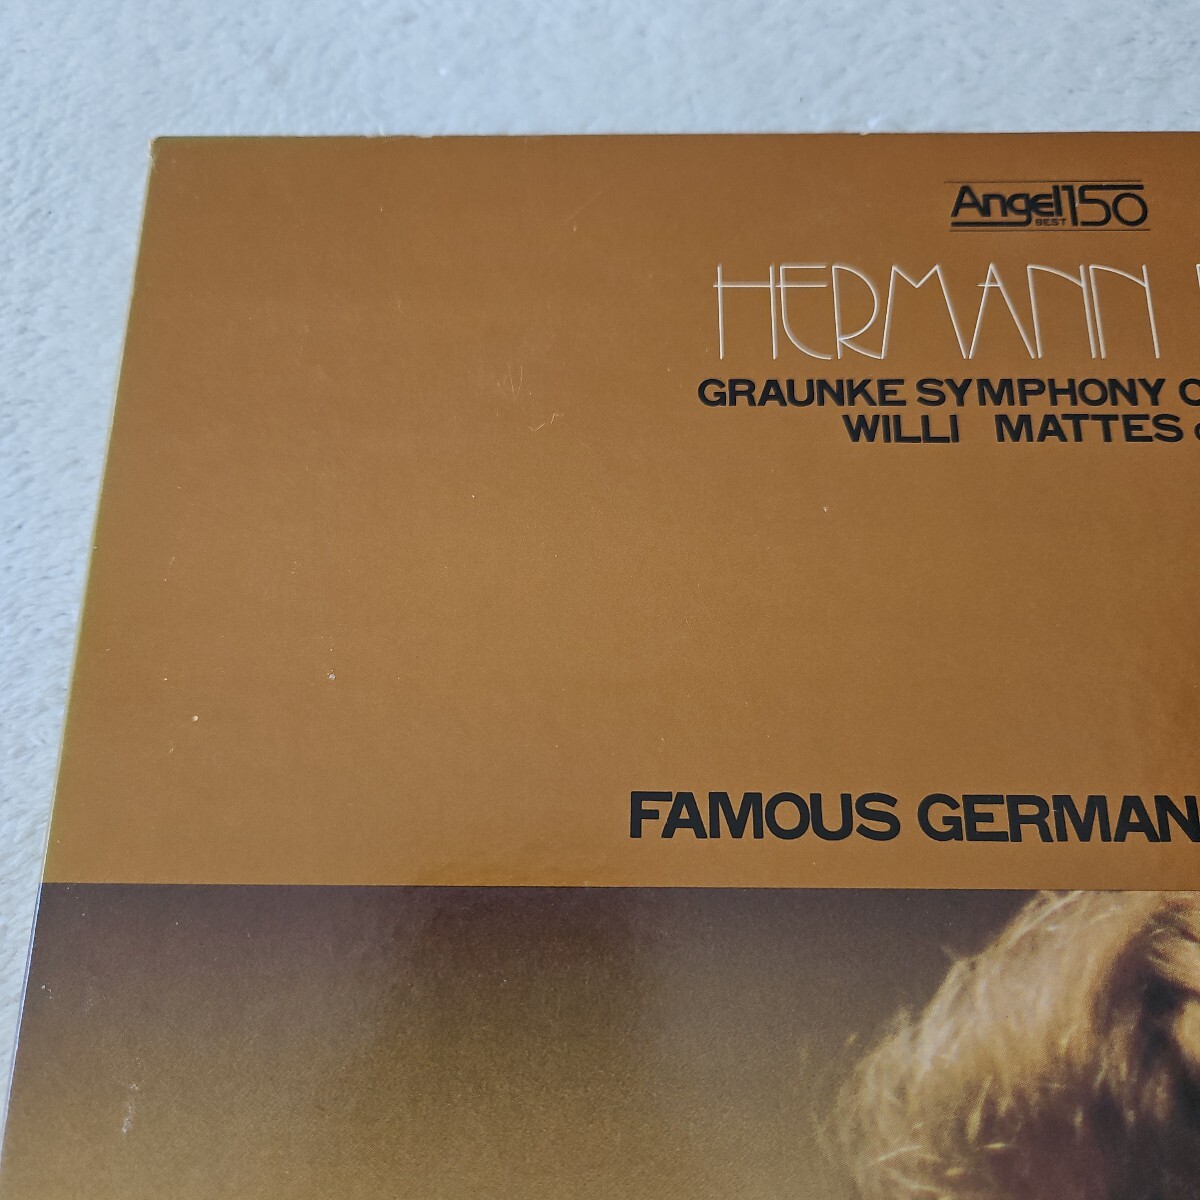 Angel 150
BEST
HERMANN
GRAUNKE SYMPHONY
WILLI MATTES
FAMOUS GERMAN